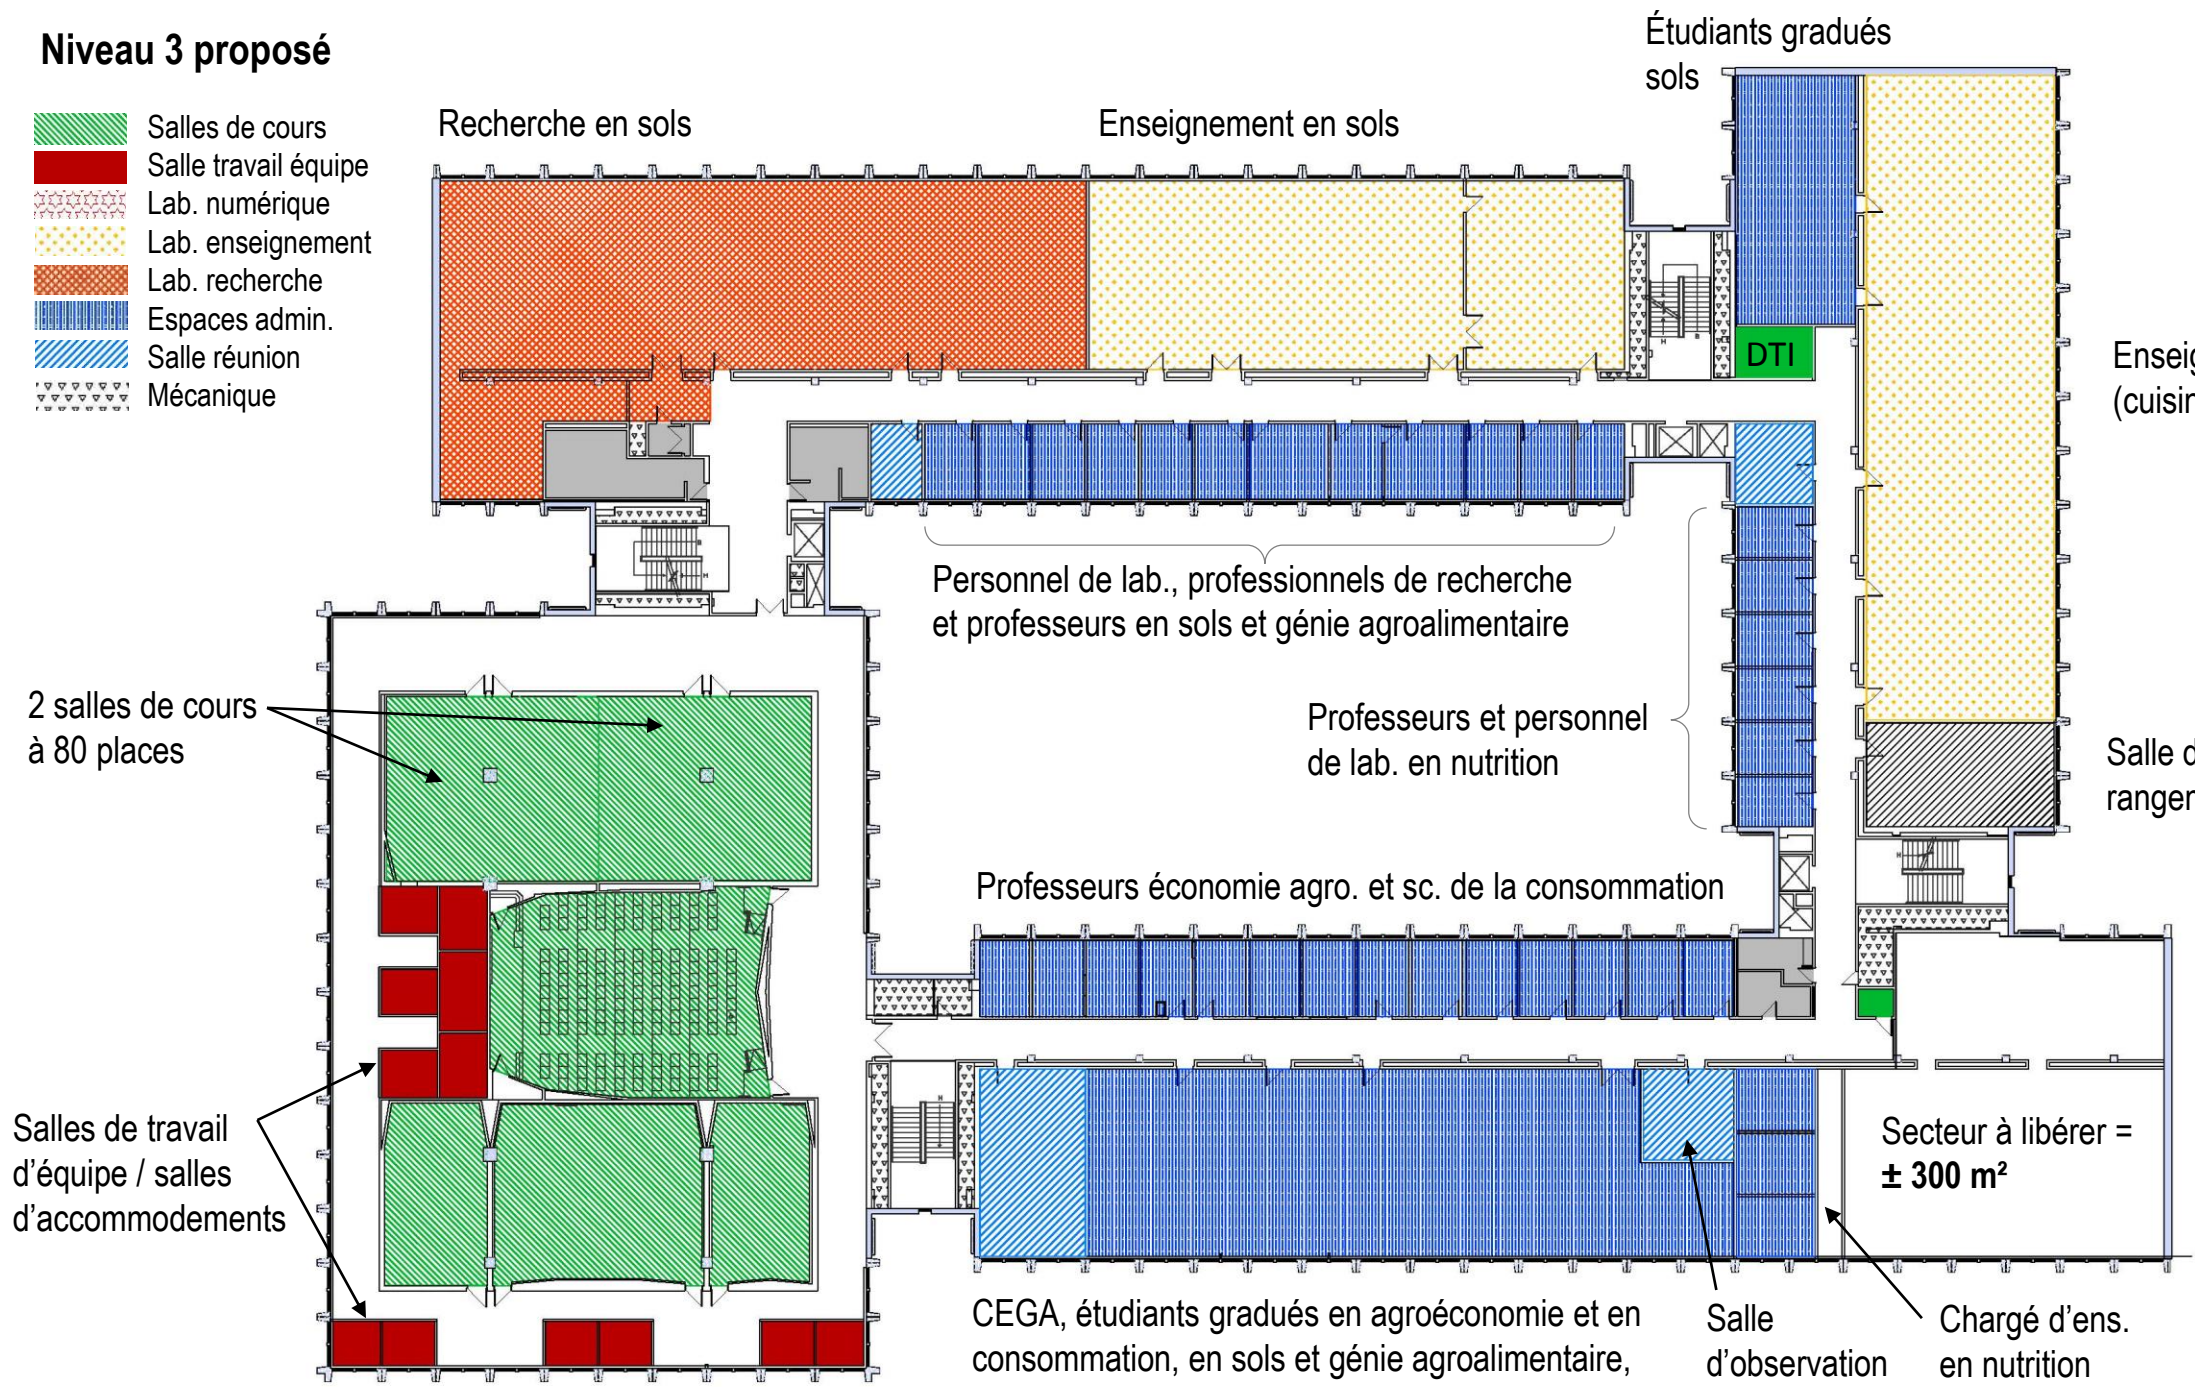 Niveau 3 proposé
Salles de cours
Salle travail équipe
Lab. numérique
Lab. enseignement
Lab. recherche
Espaces admin.
Salle réunion
Mécanique
Recherche en sols
Enseignement en sols
Étudiants gradués
sols
DTI
Personnel de lab., professionnels de recherche
et professeurs en sols et génie agroalimentaire
2 salles de cours
à 80 places
Professeurs et personnel
de lab. en nutrition
Professeurs économie agro. et sc. de la consommation
Salles de travail
d'équipe / salles
d'accommodements
Secteur à libérer =
± 300 m²
CEGA, étudiants gradués en agroéconomie et en
consommation, en sols et génie agroalimentaire,
Salle
d'observation
Chargé d'ens.
en nutrition